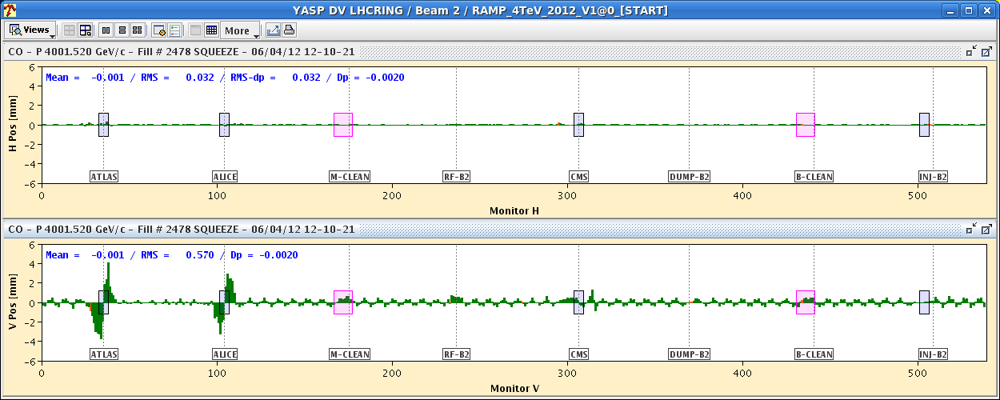 YASP DV LHCRING / Beam 2 / RAMP_4TeV_2012_V1@0_[START]
Views More
CO - P 4001.520 GeV/c - Fill # 2478 SQUEEZE - 06/04/12 12-10-21
Mean = -0.001 / RMS = 0.032 / RMS-dp = 0.032 / Dp = -0.0020
H Pos [mm]
6
4
2
0
-2
-4
-6
ATLAS ALICE M-CLEAN RF-B2 CMS DUMP-B2 B-CLEAN INJ-B2
0 100 200 300 400 500
Monitor H
CO - P 4001.520 GeV/c - Fill # 2478 SQUEEZE - 06/04/12 12-10-21
Mean = -0.001 / RMS = 0.570 / Dp = -0.0020
V Pos [mm]
6
4
2
0
-2
-4
-6
ATLAS ALICE M-CLEAN RF-B2 CMS DUMP-B2 B-CLEAN INJ-B2
0 100 200 300 400 500
Monitor V